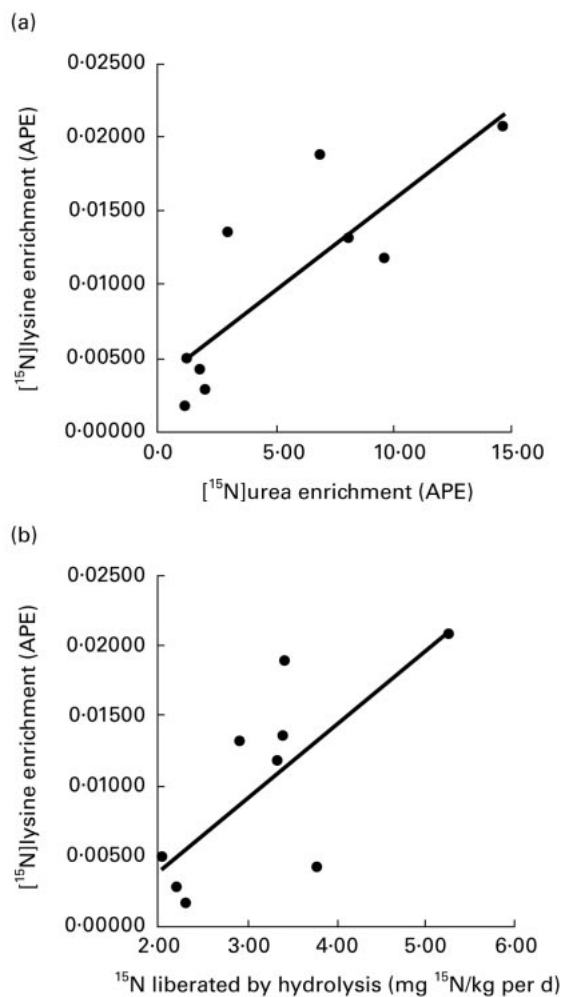 (a)
0·02500
0·02000
0·01500
0·01000
0·00500
0·00000
0·0 5·00 10·00 15·00
[¹⁵N]lysine enrichment (APE)
[¹⁵N]urea enrichment (APE)
(b)
0·02500
0·02000
0·01500
0·01000
0·00500
0·00000
2·00 3·00 4·00 5·00 6·00
[¹⁵N]lysine enrichment (APE)
¹⁵N liberated by hydrolysis (mg ¹⁵N/kg per d)